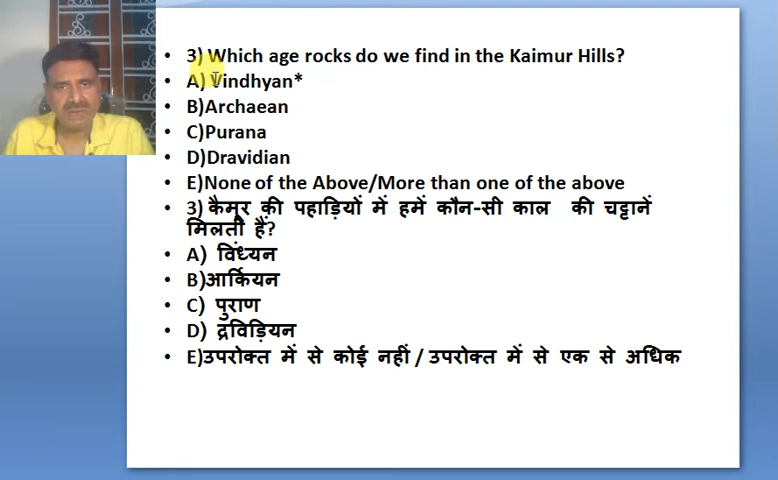 • 3) Which age rocks do we find in the Kaimur Hills?
• A) Vindhyan*
• B)Archaean
• C)Purana
• D)Dravidian
• E)None of the Above/More than one of the above
• 3) कैमूर की पहाड़ियों में हमें कौन-सी काल की चट्टानें
मिलती हैं?
• A) विंध्यन
• B)आर्कियन
• C) पुराण
• D) द्रविड़ियन
• E)उपरोक्त में से कोई नहीं / उपरोक्त में से एक से अधिक